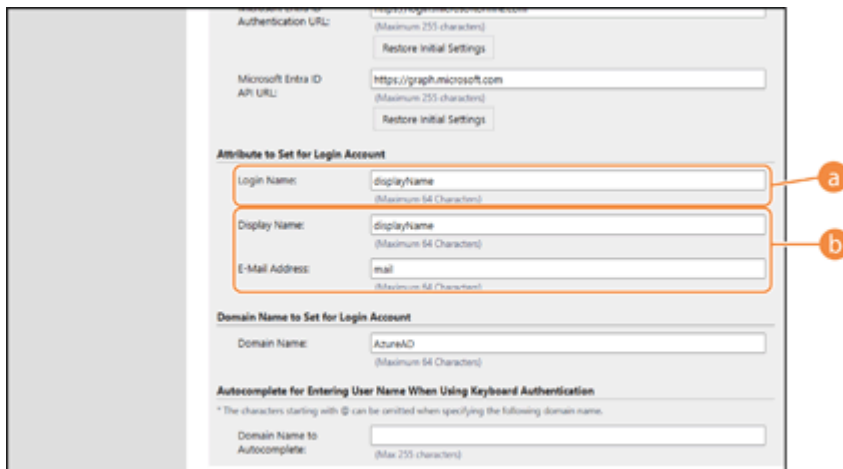 Authentication URL:
(Maximum 255 characters)
Restore Initial Settings
Microsoft Entra ID
API URL:
https://graph.microsoft.com
(Maximum 255 characters)
Restore Initial Settings
Attribute to Set for Login Account
Login Name:
displayName
(Maximum 64 Characters)
a
Display Name:
displayName
(Maximum 64 Characters)
b
E-Mail Address:
mail
(Maximum 64 Characters)
Domain Name to Set for Login Account
Domain Name:
AzureAD
(Maximum 64 Characters)
Autocomplete for Entering User Name When Using Keyboard Authentication
* The characters starting with @ can be omitted when specifying the following domain name.
Domain Name to
Autocomplete:
(Max 255 characters)